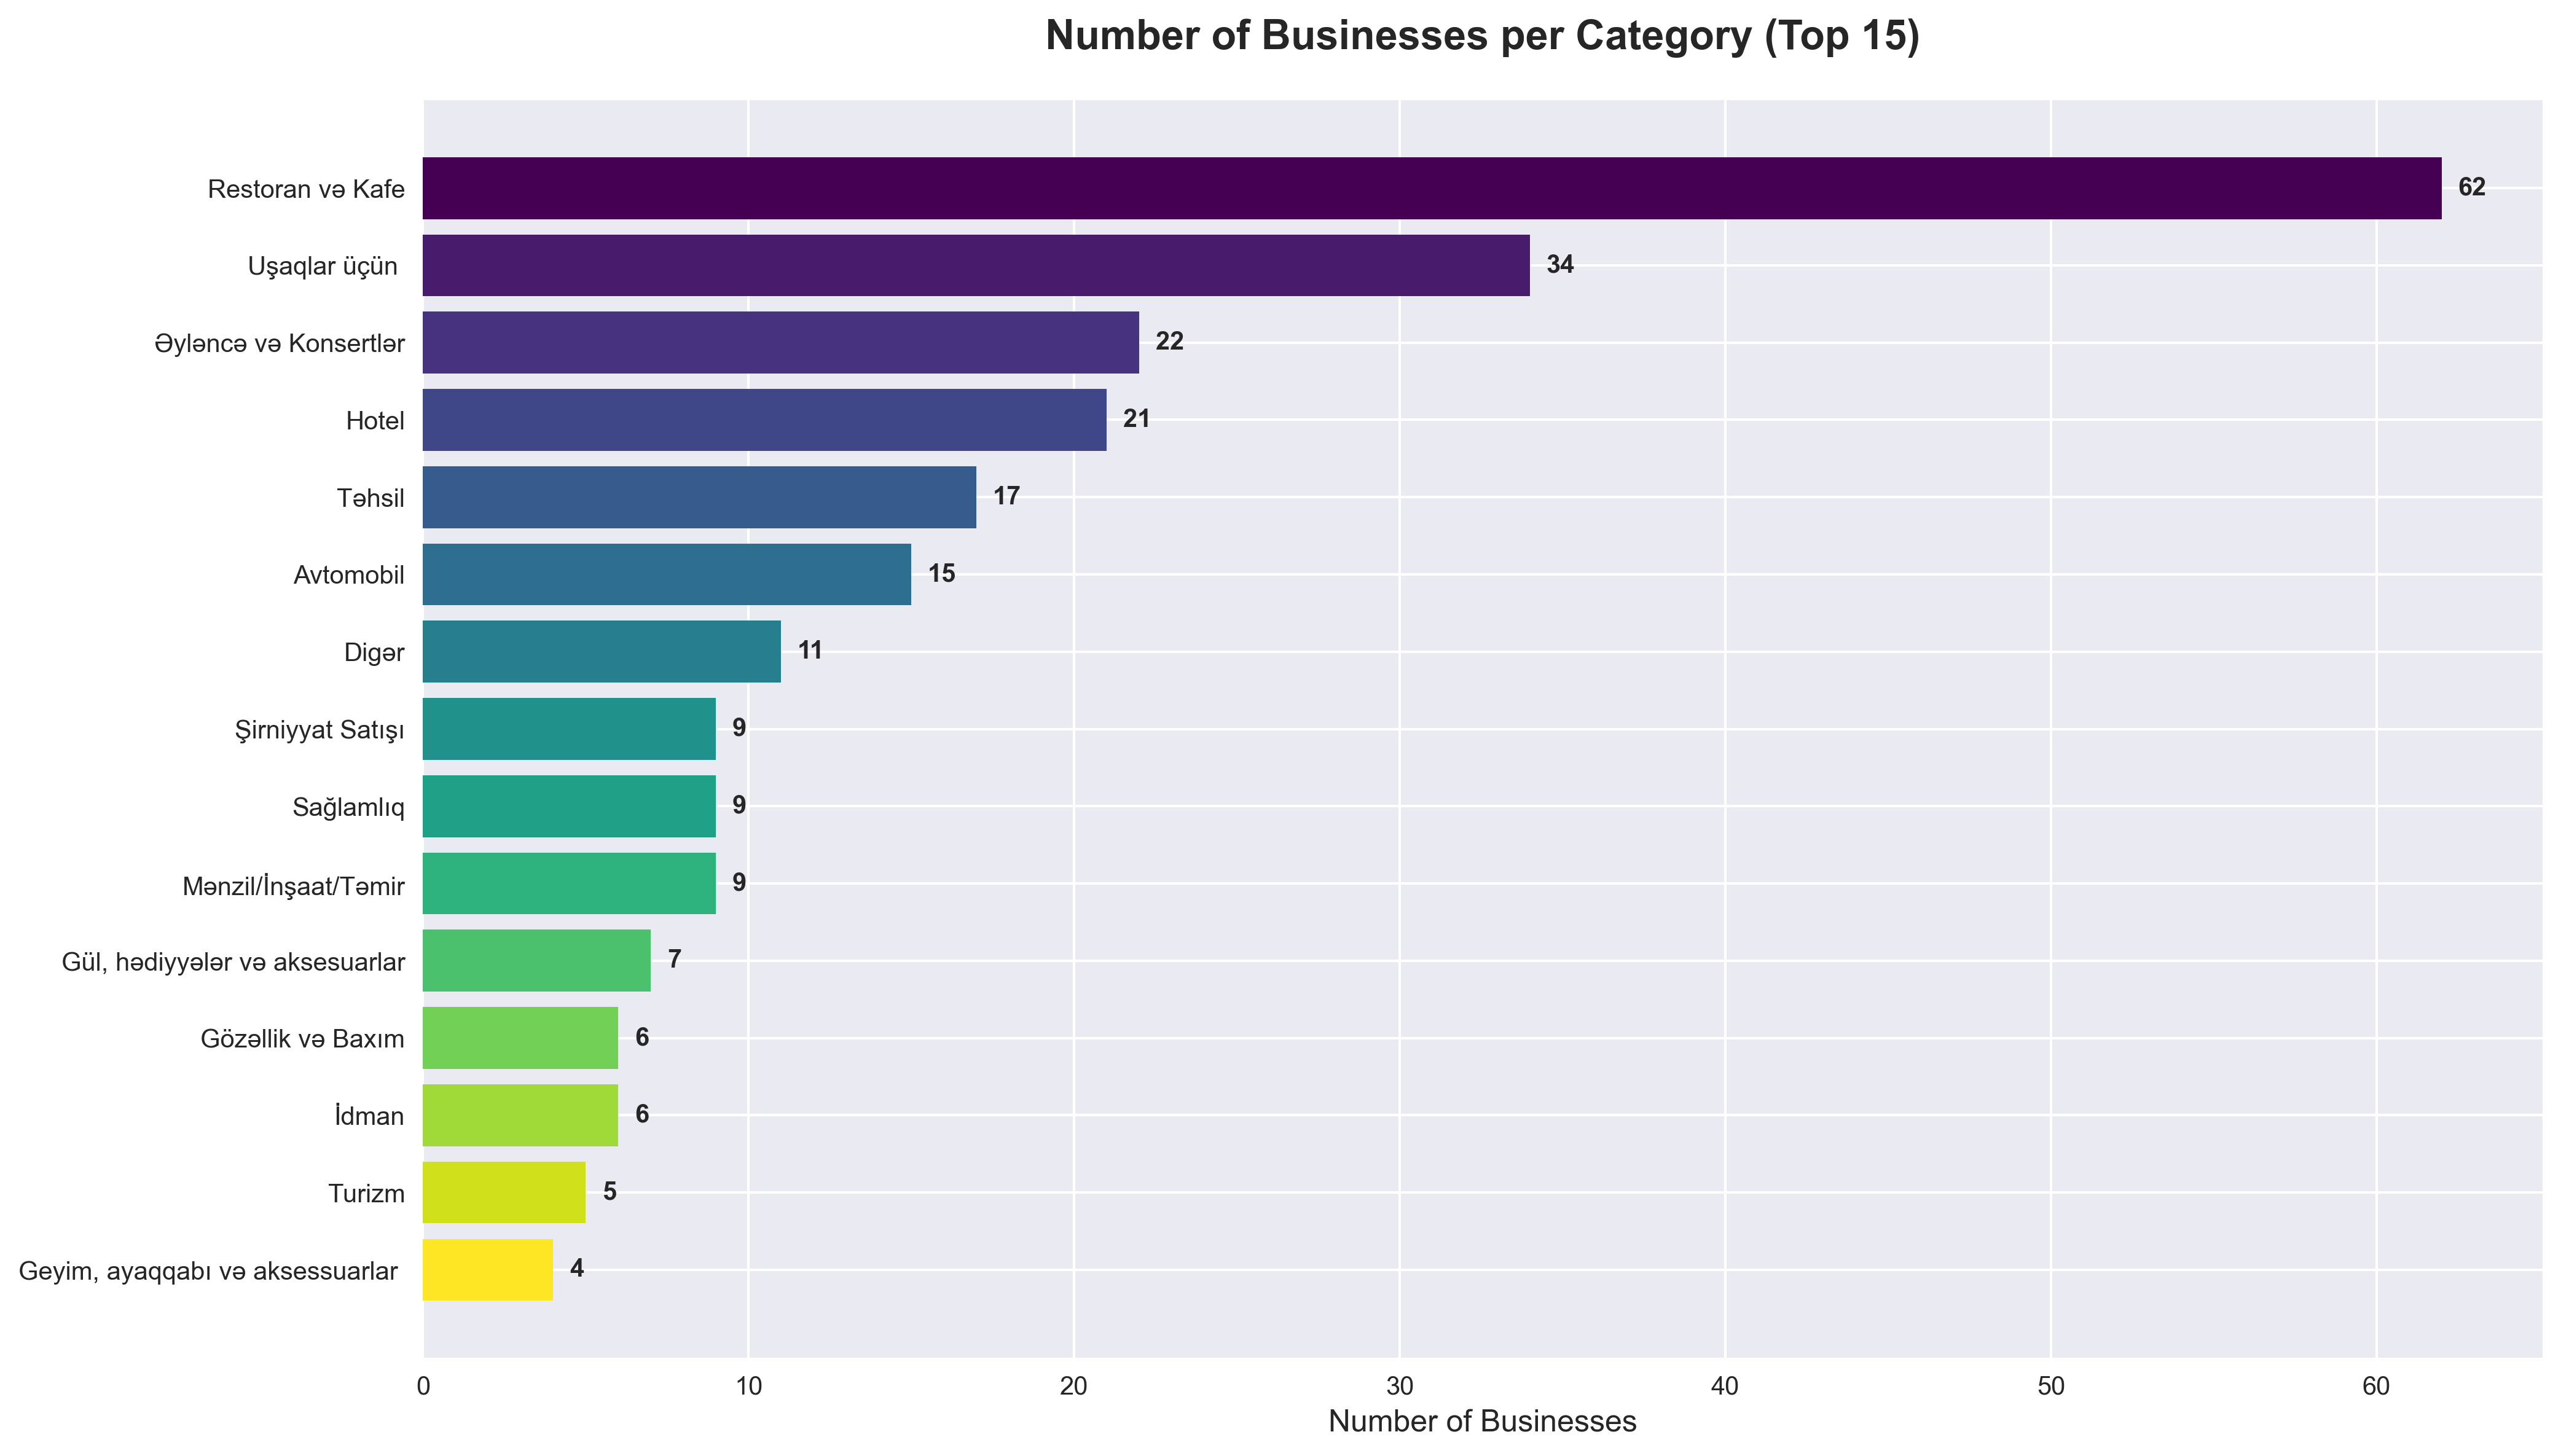 Number of Businesses per Category (Top 15)
Restoran və Kafe 62
Uşaqlar üçün 34
Əyləncə və Konsertlər 22
Hotel 21
Təhsil 17
Avtomobil 15
Digər 11
Şirniyyat Satışı 9
Sağlamlıq 9
Mənzil/İnşaat/Təmir 9
Gül, hədiyyələr və aksesuarlar 7
Gözəllik və Baxım 6
İdman 6
Turizm 5
Geyim, ayaqqabı və aksessuarlar 4
0 10 20 30 40 50 60
Number of Businesses